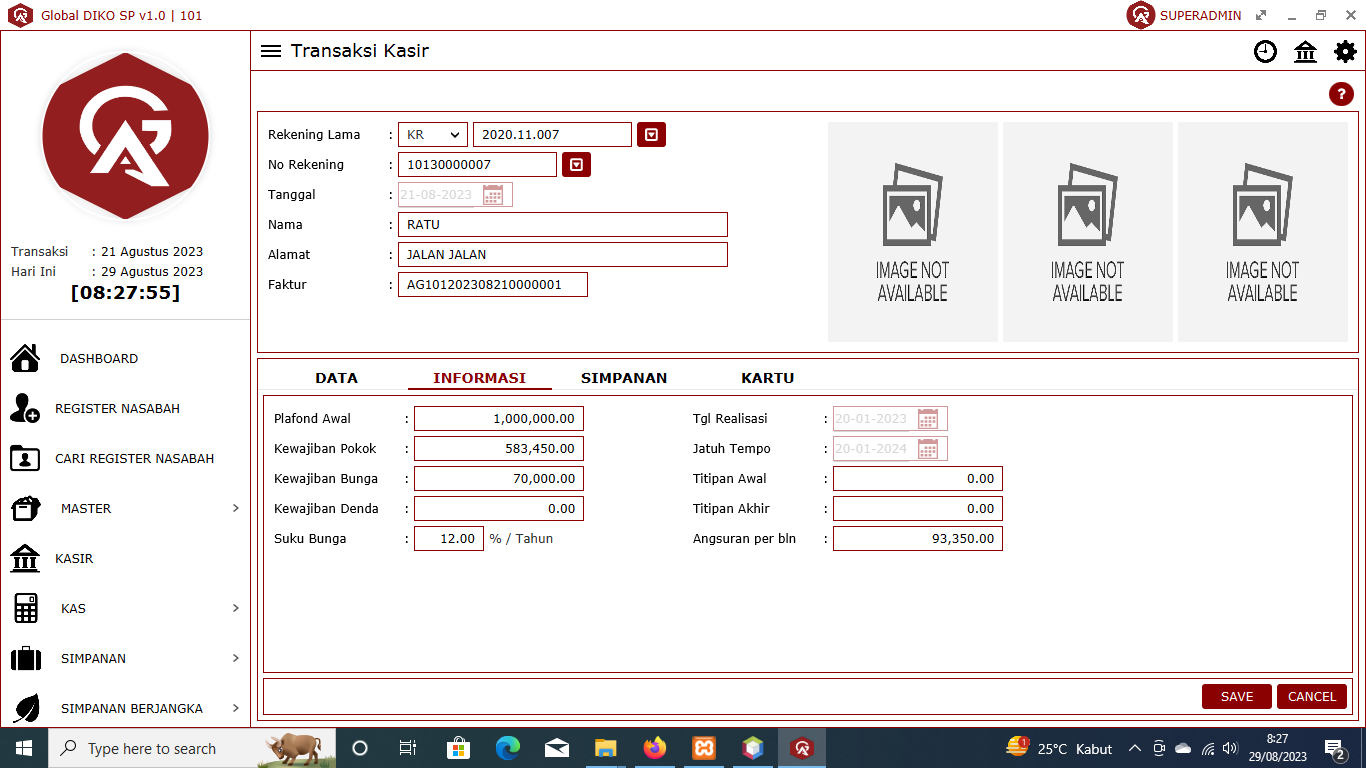 Global DIKO SP v1.0 | 101
SUPERADMIN
Transaksi Kasir
?
Transaksi : 21 Agustus 2023
Hari Ini : 29 Agustus 2023
[08:27:55]
DASHBOARD
REGISTER NASABAH
CARI REGISTER NASABAH
MASTER
KASIR
KAS
SIMPANAN
SIMPANAN BERJANGKA
Rekening Lama : KR 2020.11.007
No Rekening : 10130000007
Tanggal : 21-08-2023
Nama : RATU
Alamat : JALAN JALAN
Faktur : AG101202308210000001
IMAGE NOT
AVAILABLE
IMAGE NOT
AVAILABLE
IMAGE NOT
AVAILABLE
DATA INFORMASI SIMPANAN KARTU
Plafond Awal : 1,000,000.00 Tgl Realisasi : 20-01-2023
Kewajiban Pokok : 583,450.00 Jatuh Tempo : 20-01-2024
Kewajiban Bunga : 70,000.00 Titipan Awal : 0.00
Kewajiban Denda : 0.00 Titipan Akhir : 0.00
Suku Bunga : 12.00 % / Tahun Angsuran per bln : 93,350.00
SAVE CANCEL
Type here to search
1
25°C Kabut
8:27
29/08/2023
2